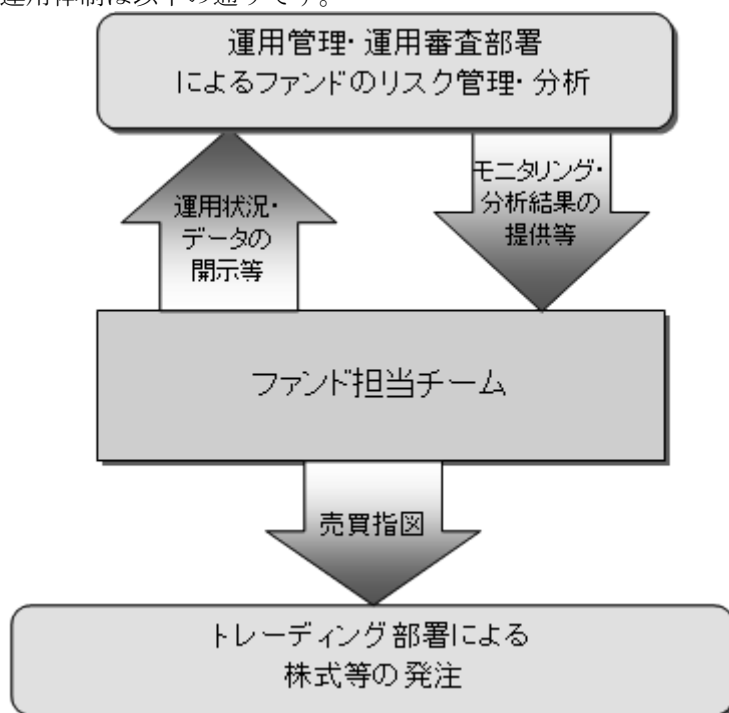 運用体制は以下の通りです。
運用管理・運用審査部署
によるファンドのリスク管理・分析
運用状況・
データの
開示等
モニタリング・
分析結果の
提供等
ファンド担当チーム
売買指図
トレーディング部署による
株式等の発注